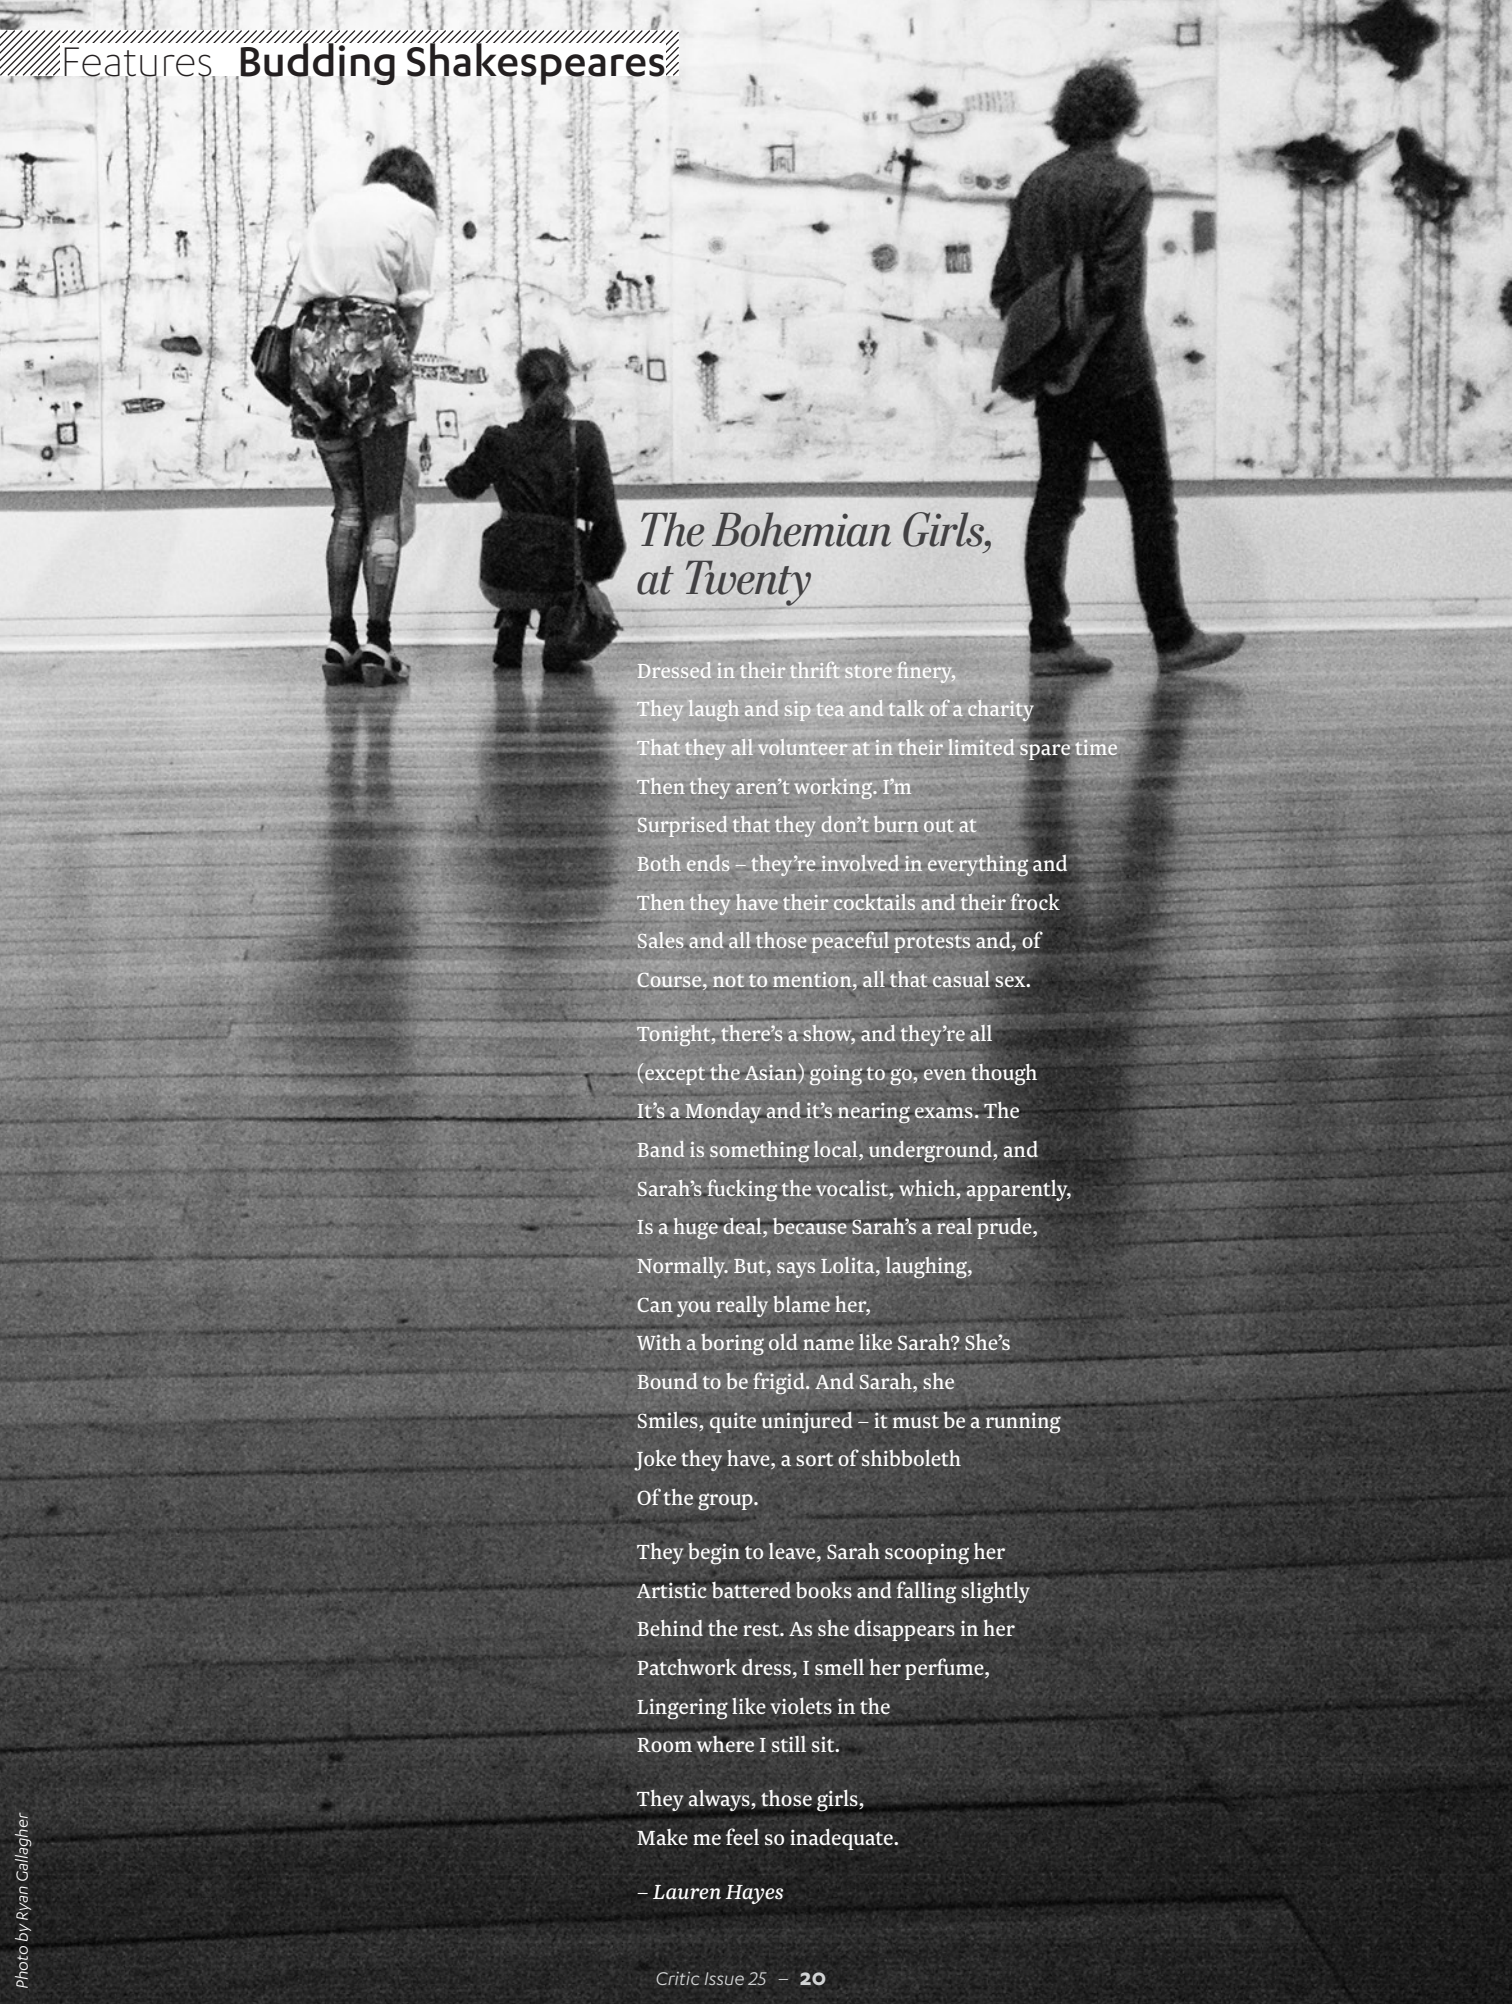 Features Budding Shakespeares
The Bohemian Girls,
at Twenty
Dressed in their thrift store finery,
They laugh and sip tea and talk of a charity
That they all volunteer at in their limited spare time
Then they aren’t working. I’m
Surprised that they don’t burn out at
Both ends – they’re involved in everything and
Then they have their cocktails and their frock
Sales and all those peaceful protests and, of
Course, not to mention, all that casual sex.
Tonight, there’s a show, and they’re all
(except the Asian) going to go, even though
It’s a Monday and it’s nearing exams. The
Band is something local, underground, and
Sarah’s fucking the vocalist, which, apparently,
Is a huge deal, because Sarah’s a real prude,
Normally. But, says Lolita, laughing,
Can you really blame her,
With a boring old name like Sarah? She’s
Bound to be frigid. And Sarah, she
Smiles, quite uninjured – it must be a running
Joke they have, a sort of shibboleth
Of the group.
They begin to leave, Sarah scooping her
Artistic battered books and falling slightly
Behind the rest. As she disappears in her
Patchwork dress, I smell her perfume,
Lingering like violets in the
Room where I still sit.
They always, those girls,
Make me feel so inadequate.
– Lauren Hayes
Photo by Ryan Gallagher
Critic Issue 25 – 20